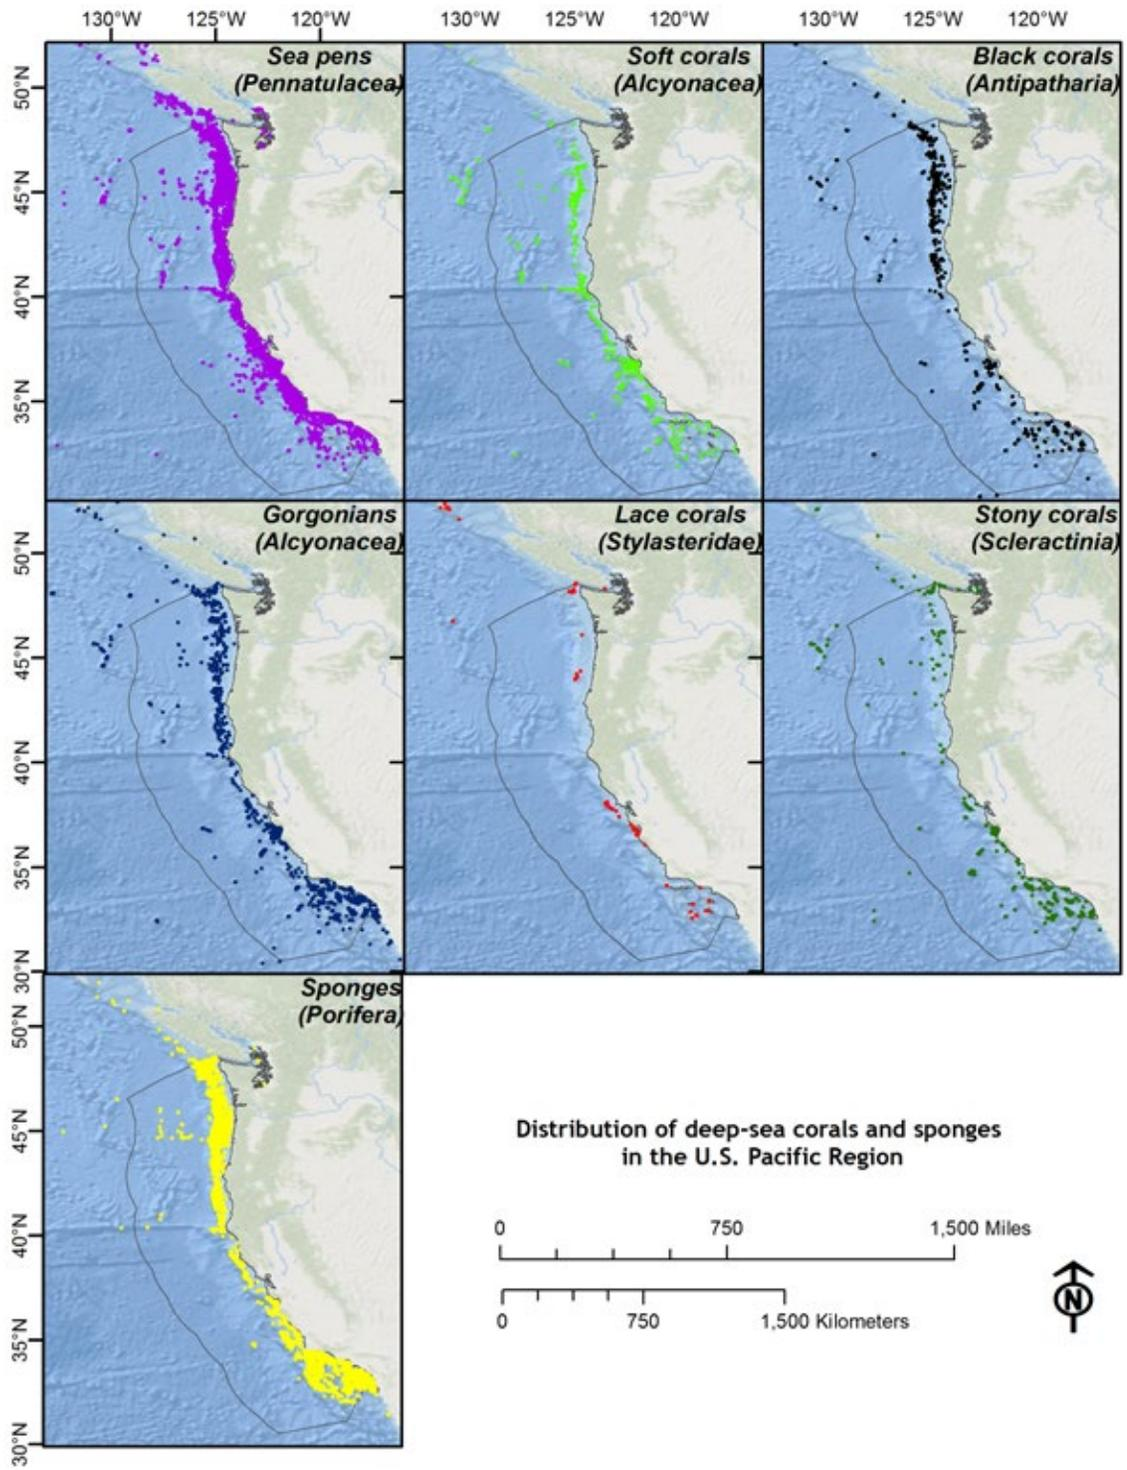 130°W 125°W 120°W 130°W 125°W 120°W 130°W 125°W 120°W
Sea pens
(Pennatulacea)
Soft corals
(Alcyonacea)
Black corals
(Antipatharia)
50°N
45°N
40°N
35°N
Gorgonians
(Alcyonacea)
Lace corals
(Stylasteridae)
Stony corals
(Scleractinia)
50°N
45°N
40°N
35°N
30°N
Sponges
(Porifera)
50°N
45°N
40°N
35°N
30°N
Distribution of deep-sea corals and sponges
in the U.S. Pacific Region
0 750 1,500 Miles
0 750 1,500 Kilometers
N